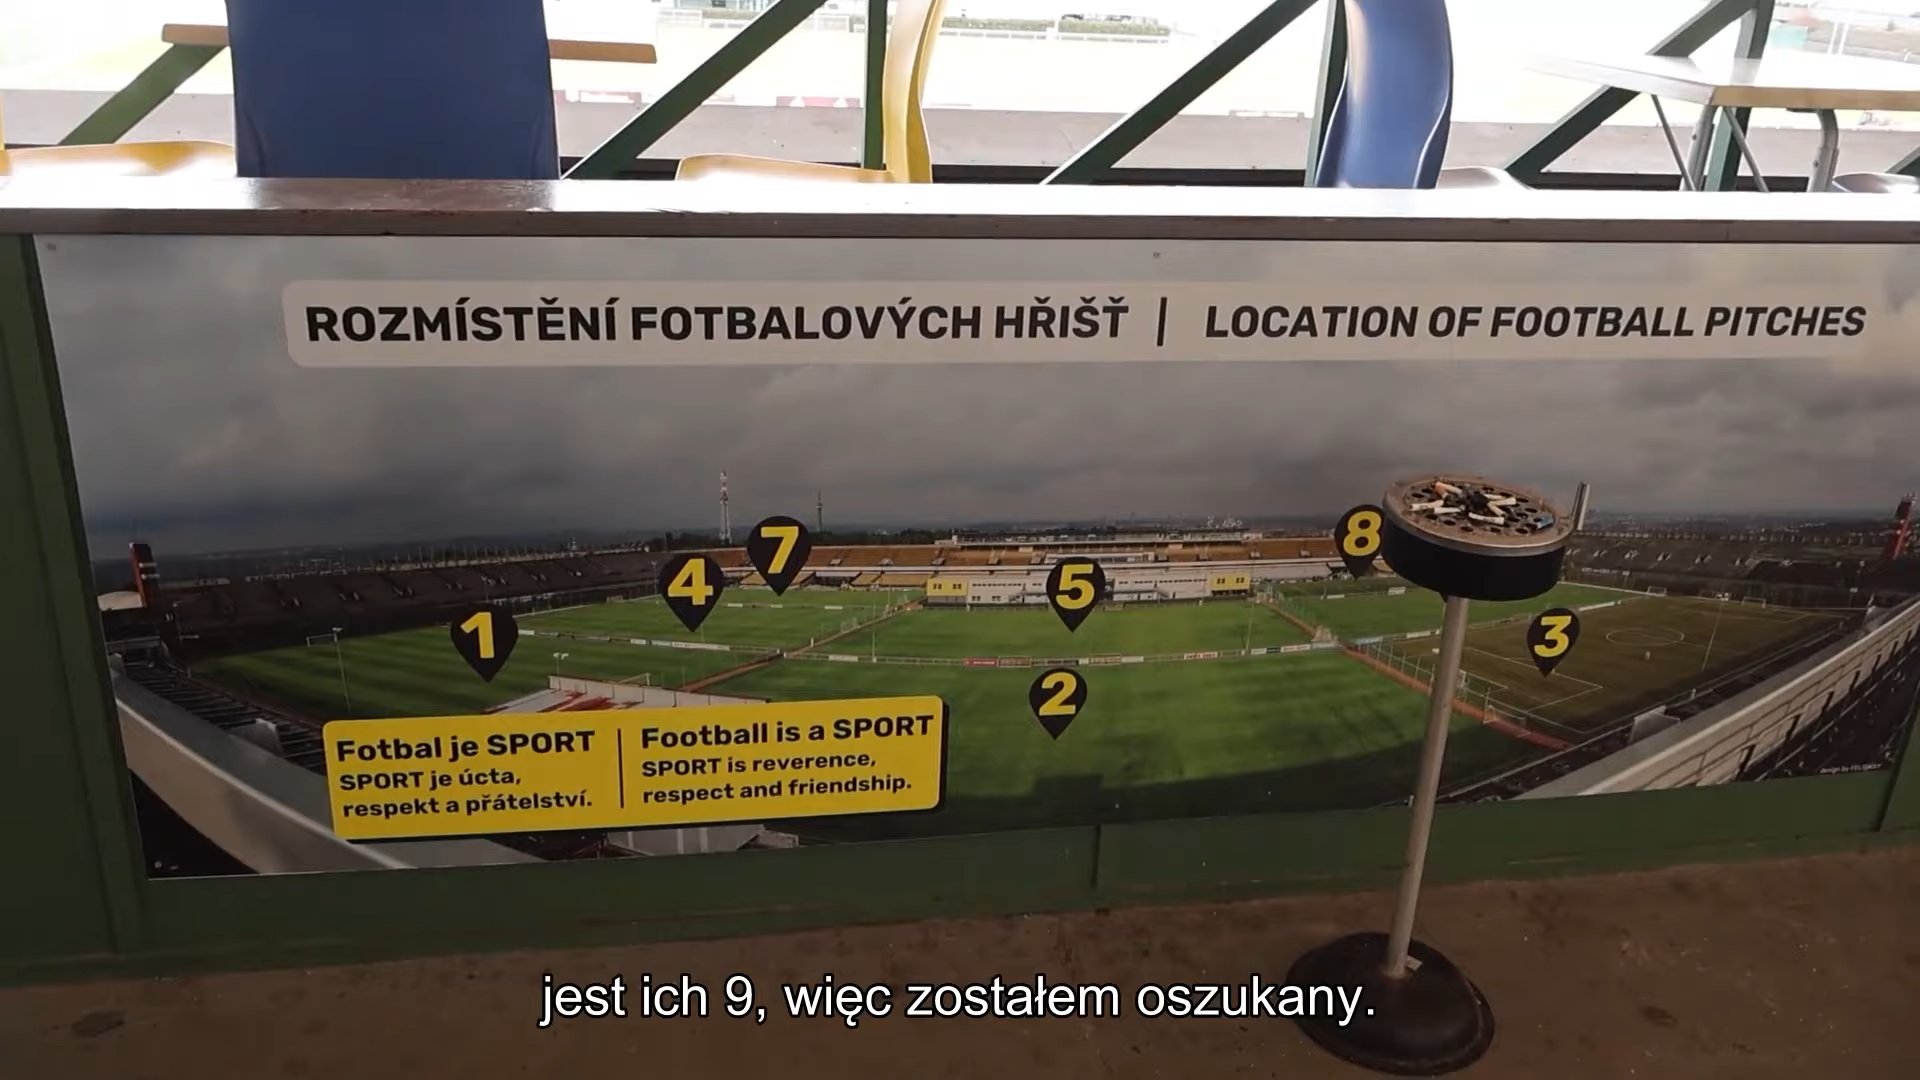 ROZMÍSTĚNÍ FOTBALOVÝCH HŘIŠŤ | LOCATION OF FOOTBALL PITCHES
7
8
4
5
1
3
2
Fotbal je SPORT
SPORT je úcta,
respekt a přátelství.
Football is a SPORT
SPORT is reverence,
respect and friendship.
jest ich 9, więc zostałem oszukany.